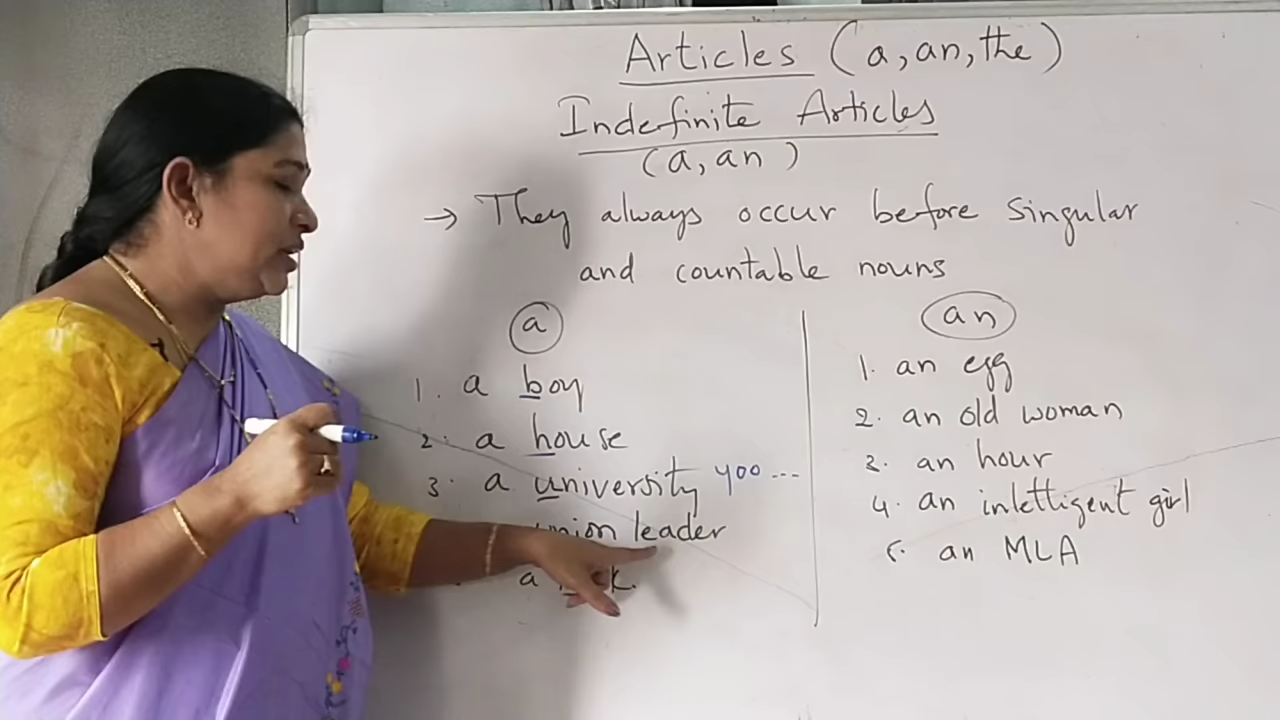 Articles (a, an, the)
Indefinite Articles
(a, an)
→ They always occur before singular
and countable nouns
a
1. a boy
2. a house
3. a university yoo ...
union leader
a
an
1. an egg
2. an old woman
3. an hour
4. an inlettigent girl
5. an MLA